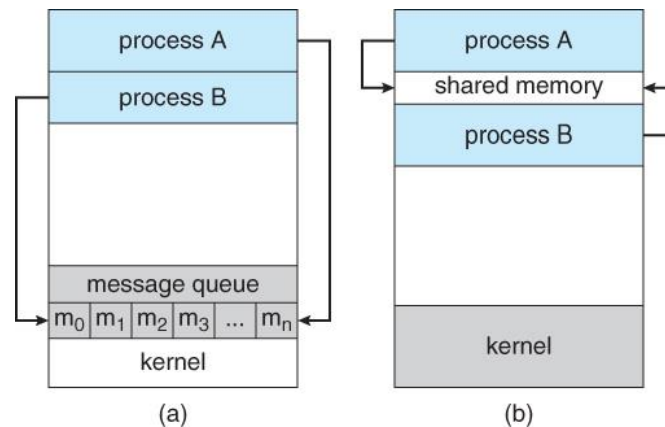 process A
process B
message queue
m0 m1 m2 m3 ... mn
kernel
(a)
process A
shared memory
process B
kernel
(b)